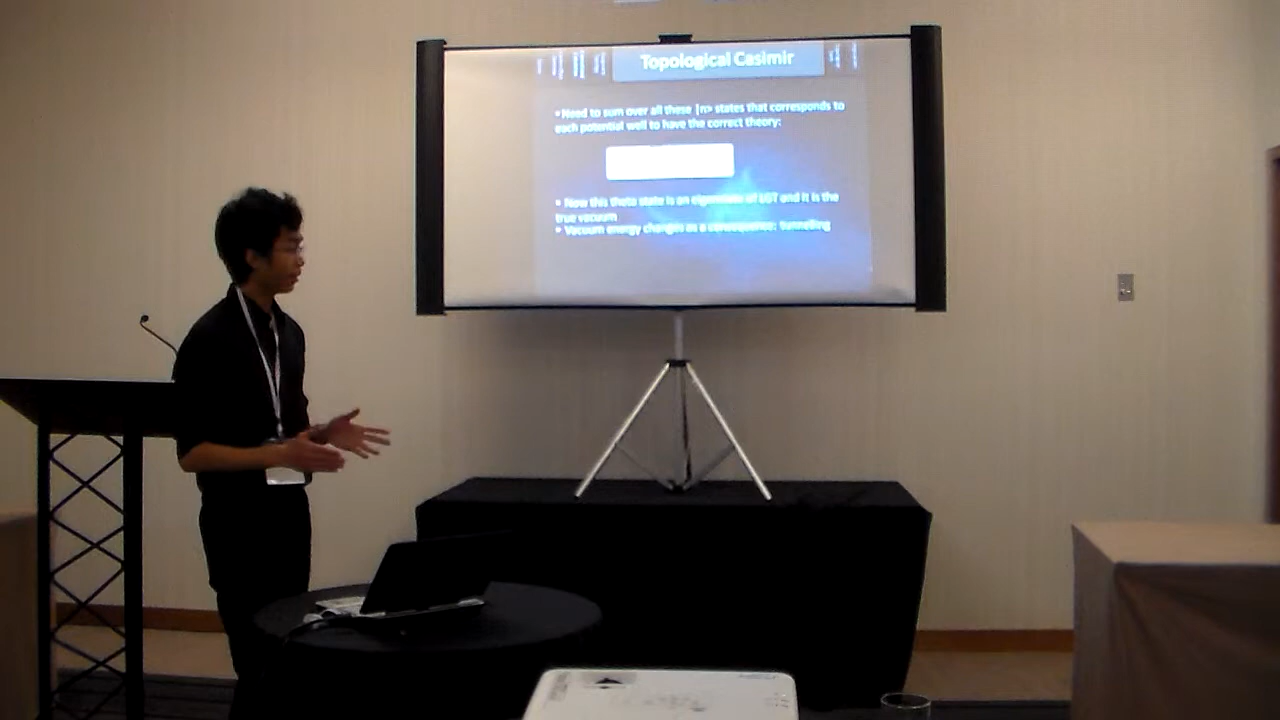 Topological Casimir
• Need to sum over all these |n> states that corresponds to
each potential well to have the correct theory:
• Now this theta state is an eigenstate of LGT and it is the
true vacuum
• Vacuum energy changes as a consequence: tunnelling